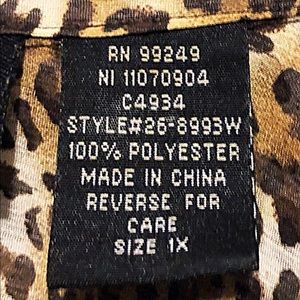 RN 99249
NI 11070904
C4934
STYLE#26-8993W
100% POLYESTER
MADE IN CHINA
REVERSE FOR
CARE
SIZE 1X